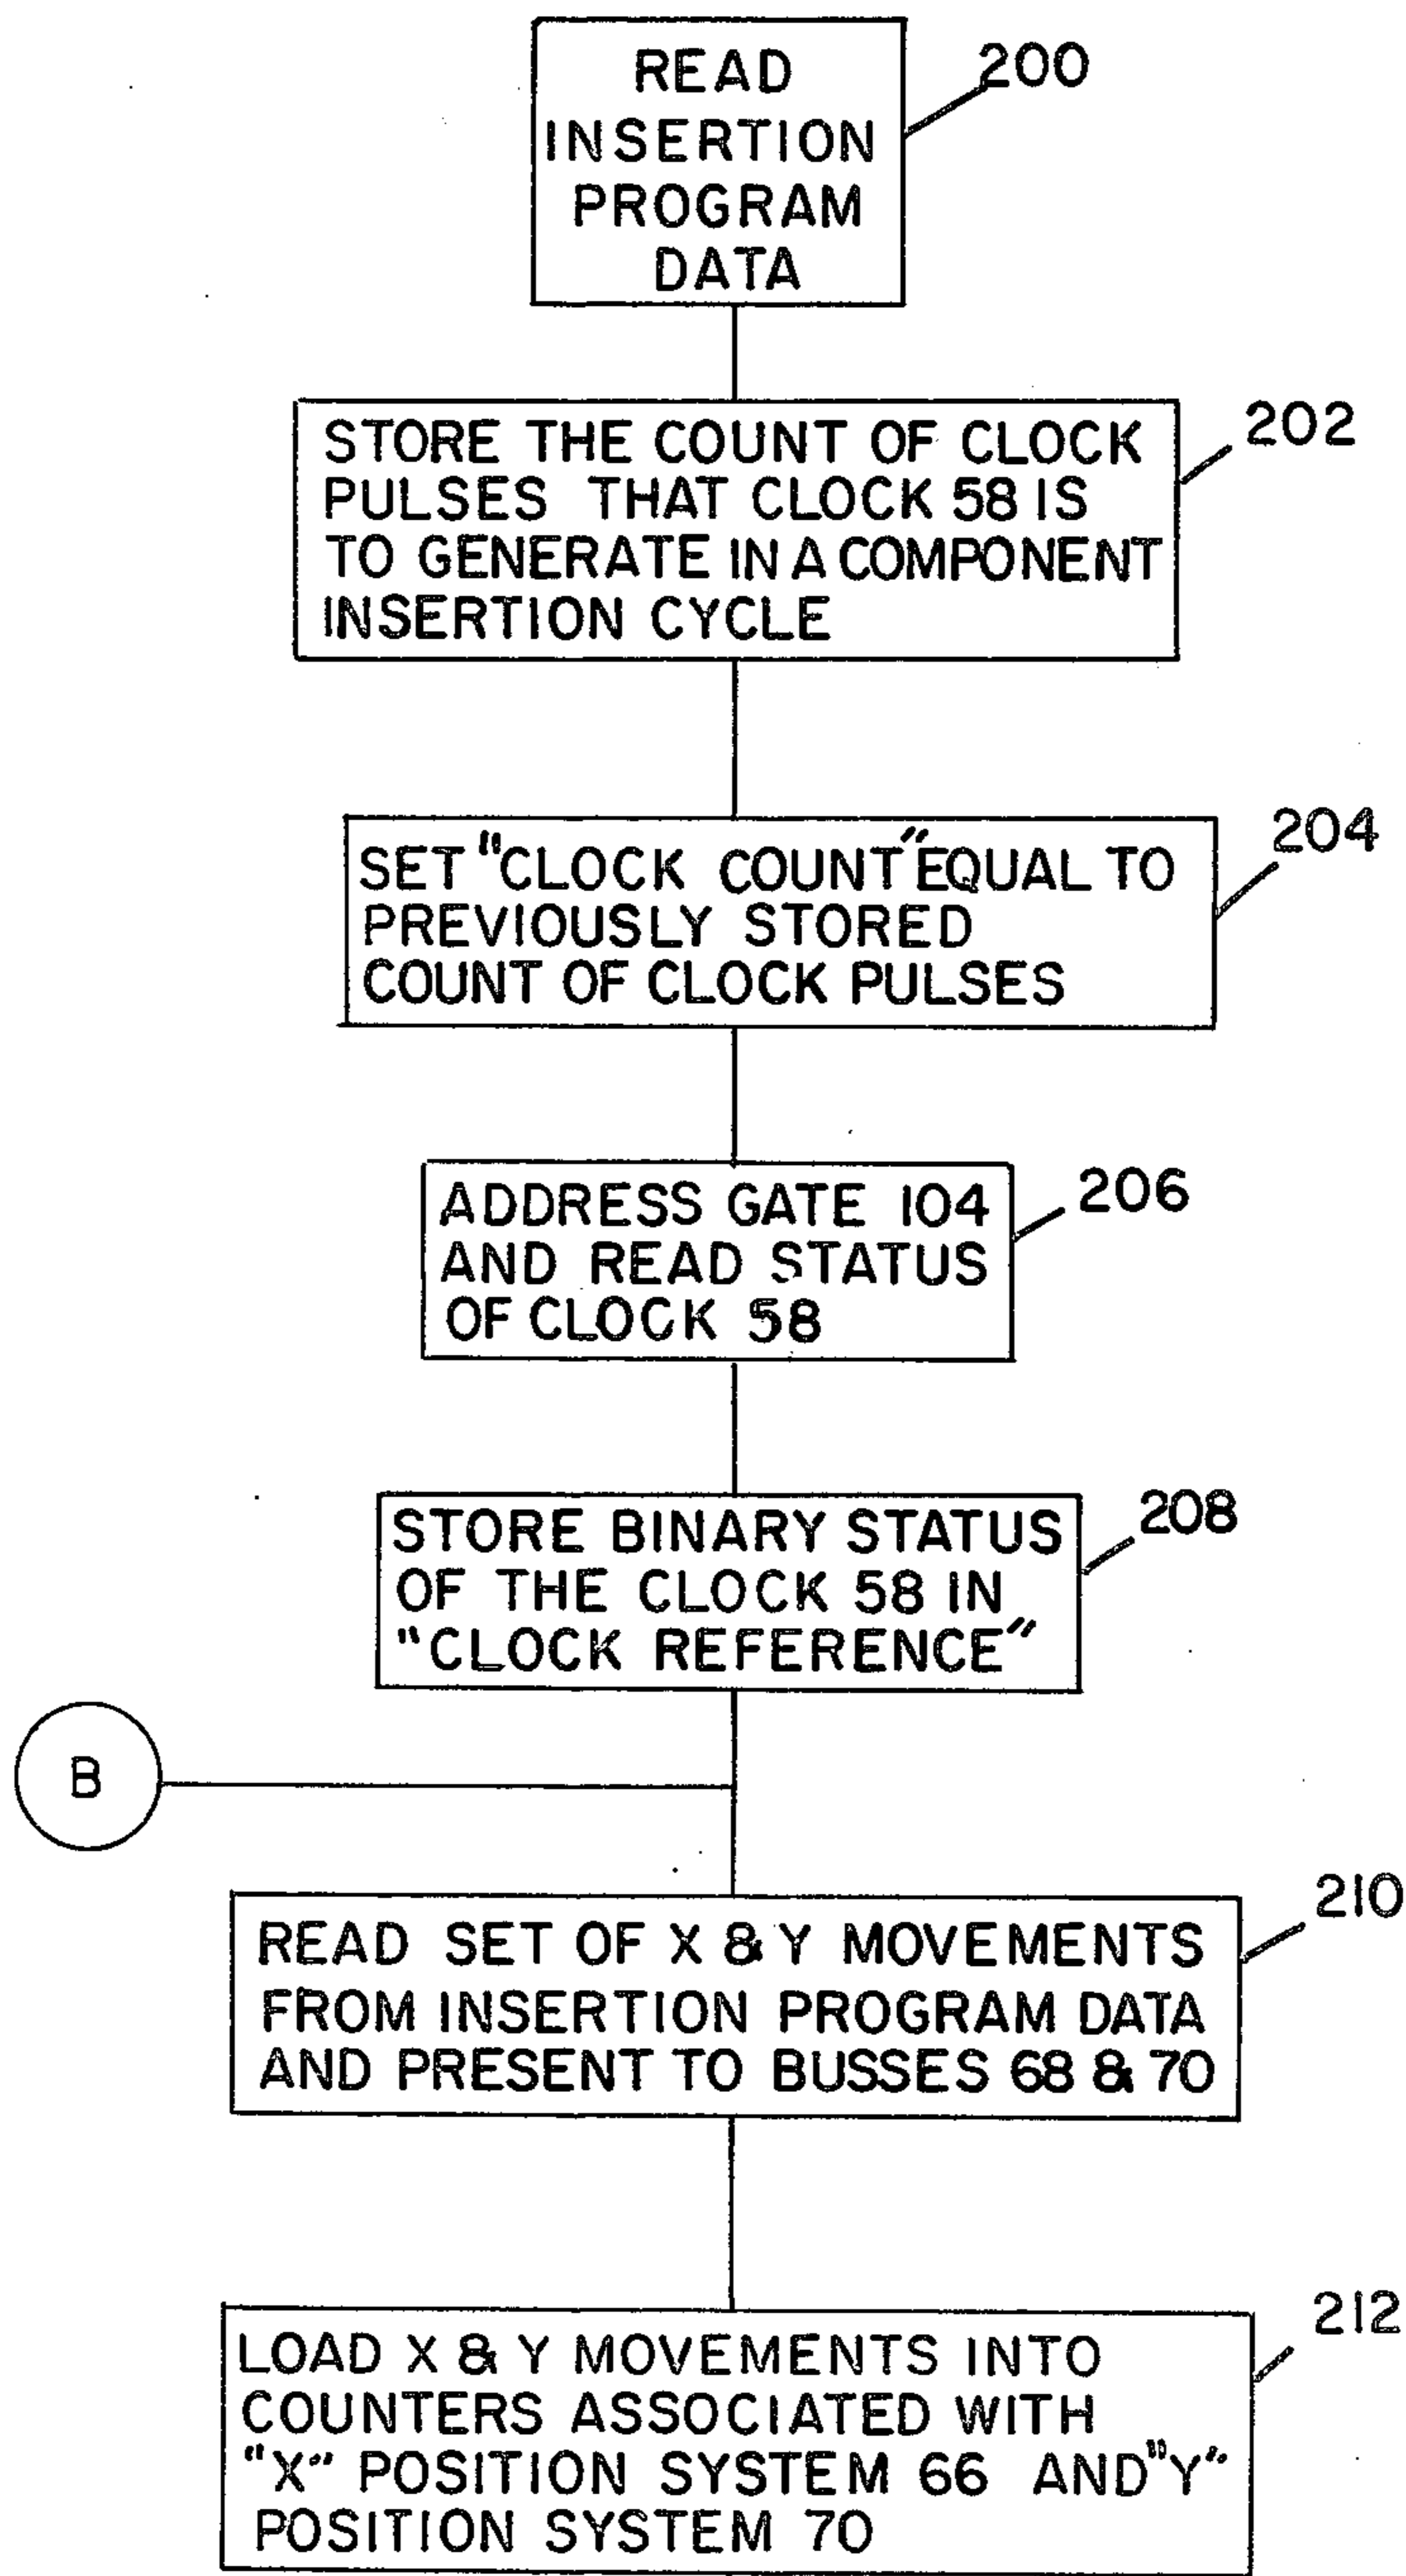 READ
INSERTION
PROGRAM
DATA
200
STORE THE COUNT OF CLOCK
PULSES THAT CLOCK 58 IS
TO GENERATE IN A COMPONENT
INSERTION CYCLE
202
SET "CLOCK COUNT" EQUAL TO
PREVIOUSLY STORED
COUNT OF CLOCK PULSES
204
ADDRESS GATE 104
AND READ STATUS
OF CLOCK 58
206
STORE BINARY STATUS
OF THE CLOCK 58 IN
"CLOCK REFERENCE"
208
B
READ SET OF X & Y MOVEMENTS
FROM INSERTION PROGRAM DATA
AND PRESENT TO BUSSES 68 & 70
210
LOAD X & Y MOVEMENTS INTO
COUNTERS ASSOCIATED WITH
"X" POSITION SYSTEM 66 AND "Y"
POSITION SYSTEM 70
212